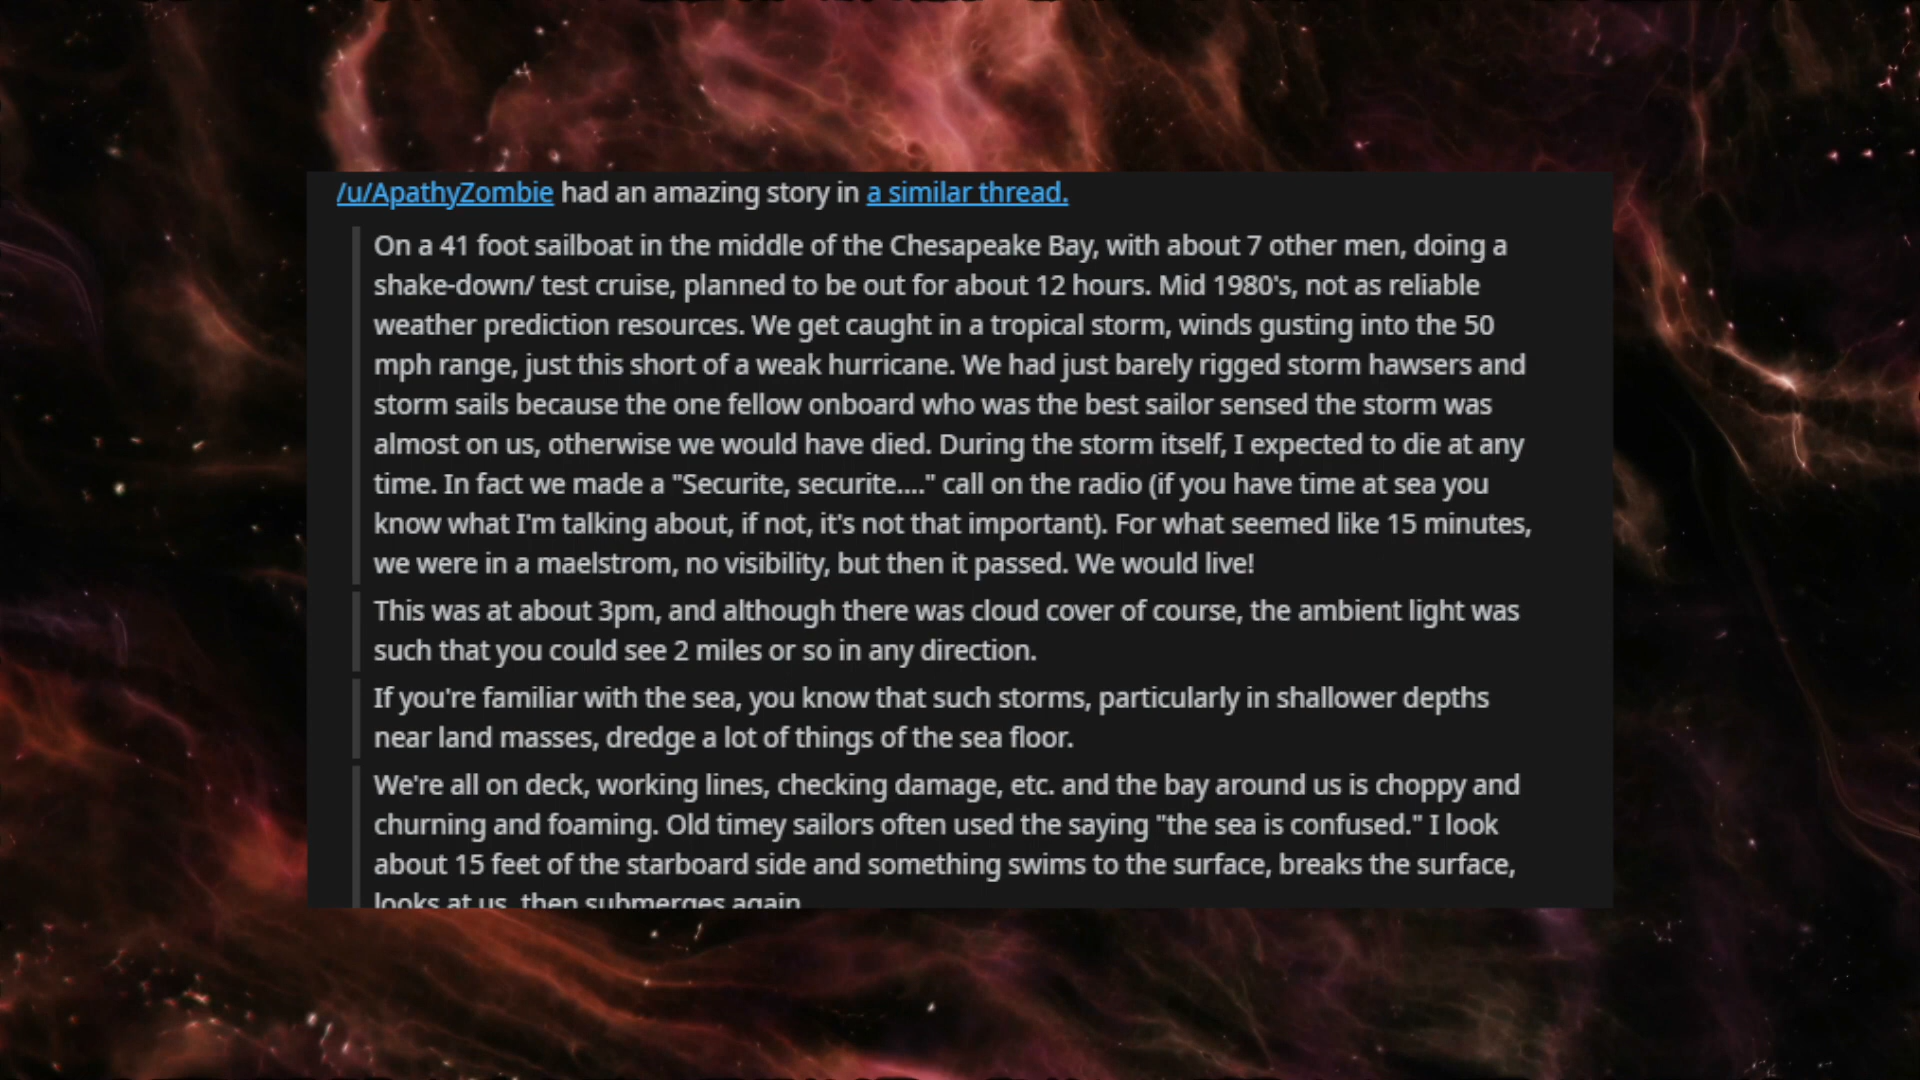 /u/ApathyZombie had an amazing story in a similar thread.
On a 41 foot sailboat in the middle of the Chesapeake Bay, with about 7 other men, doing a
shake-down/ test cruise, planned to be out for about 12 hours. Mid 1980's, not as reliable
weather prediction resources. We get caught in a tropical storm, winds gusting into the 50
mph range, just this short of a weak hurricane. We had just barely rigged storm hawsers and
storm sails because the one fellow onboard who was the best sailor sensed the storm was
almost on us, otherwise we would have died. During the storm itself, I expected to die at any
time. In fact we made a "Securite, securite...." call on the radio (if you have time at sea you
know what I'm talking about, if not, it's not that important). For what seemed like 15 minutes,
we were in a maelstrom, no visibility, but then it passed. We would live!
This was at about 3pm, and although there was cloud cover of course, the ambient light was
such that you could see 2 miles or so in any direction.
If you're familiar with the sea, you know that such storms, particularly in shallower depths
near land masses, dredge a lot of things of the sea floor.
We're all on deck, working lines, checking damage, etc. and the bay around us is choppy and
churning and foaming. Old timey sailors often used the saying "the sea is confused." I look
about 15 feet of the starboard side and something swims to the surface, breaks the surface,
looks at us, then submerges again